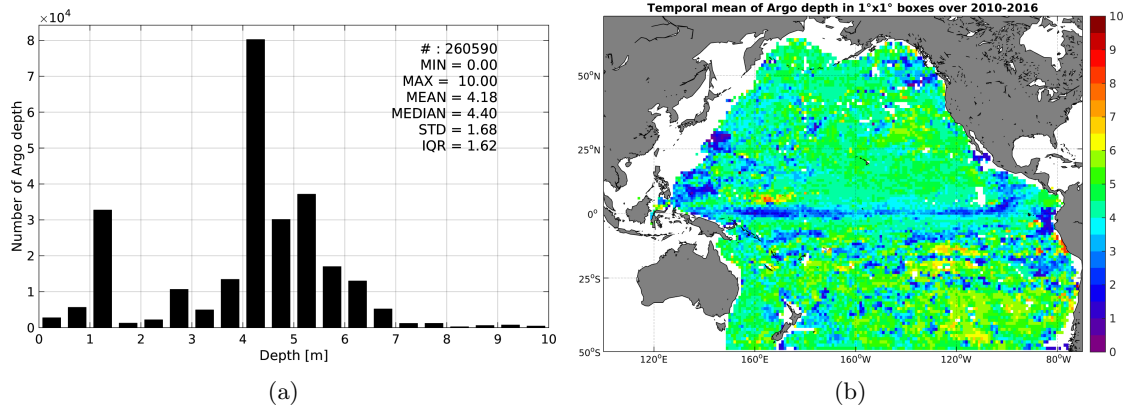 ×10⁴
8
7
6
5
4
3
2
1
0
Number of Argo depth
# : 260590
MIN = 0.00
MAX = 10.00
MEAN = 4.18
MEDIAN = 4.40
STD = 1.68
IQR = 1.62
0 1 2 3 4 5 6 7 8 9 10
Depth [m]
(a)
Temporal mean of Argo depth in 1°x1° boxes over 2010-2016
50°N
25°N
0°
25°S
50°S
120°E 160°E 160°W 120°W 80°W
10
9
8
7
6
5
4
3
2
1
0
(b)